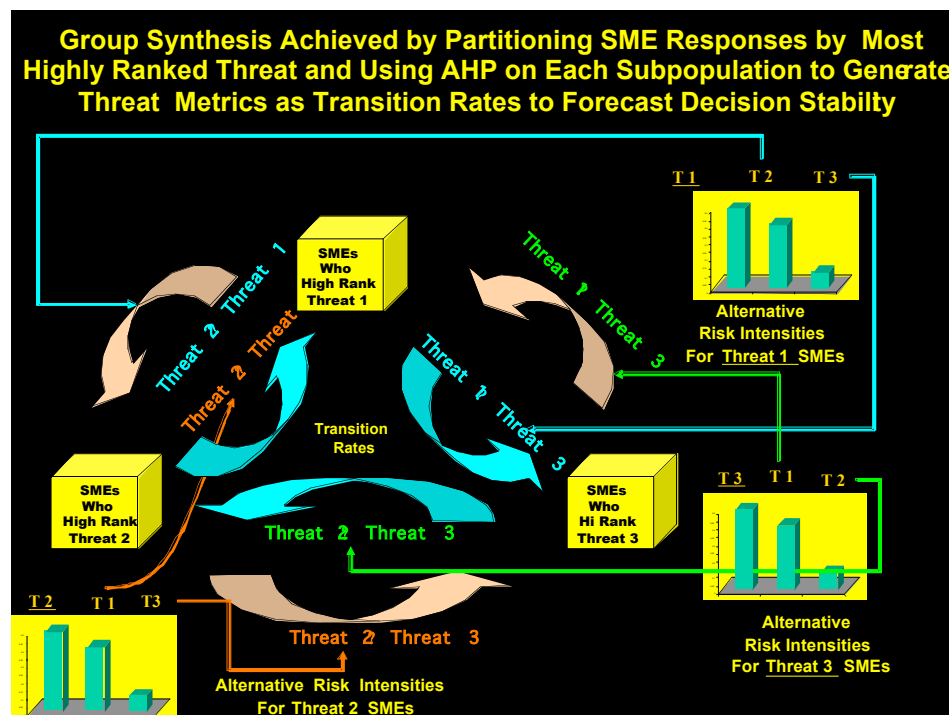 Group Synthesis Achieved by Partitioning SME Responses by Most
Highly Ranked Threat and Using AHP on Each Subpopulation to Generate
Threat Metrics as Transition Rates to Forecast Decision Stabilty
T 1 T 2 T 3
Alternative
Risk Intensities
For Threat 1 SMEs
SMEs
Who
High Rank
Threat 1
Threat 2 Threat 1
Threat 2 Threat
Threat 1 Threat 3
Threat 1 Threat 3
Transition
Rates
SMEs
Who
High Rank
Threat 2
SMEs
Who
Hi Rank
Threat 3
Threat 2 Threat 3
Threat 2 Threat 3
T 3 T 1 T 2
Alternative
Risk Intensities
For Threat 3 SMEs
T 2 T 1 T3
Alternative Risk Intensities
For Threat 2 SMEs